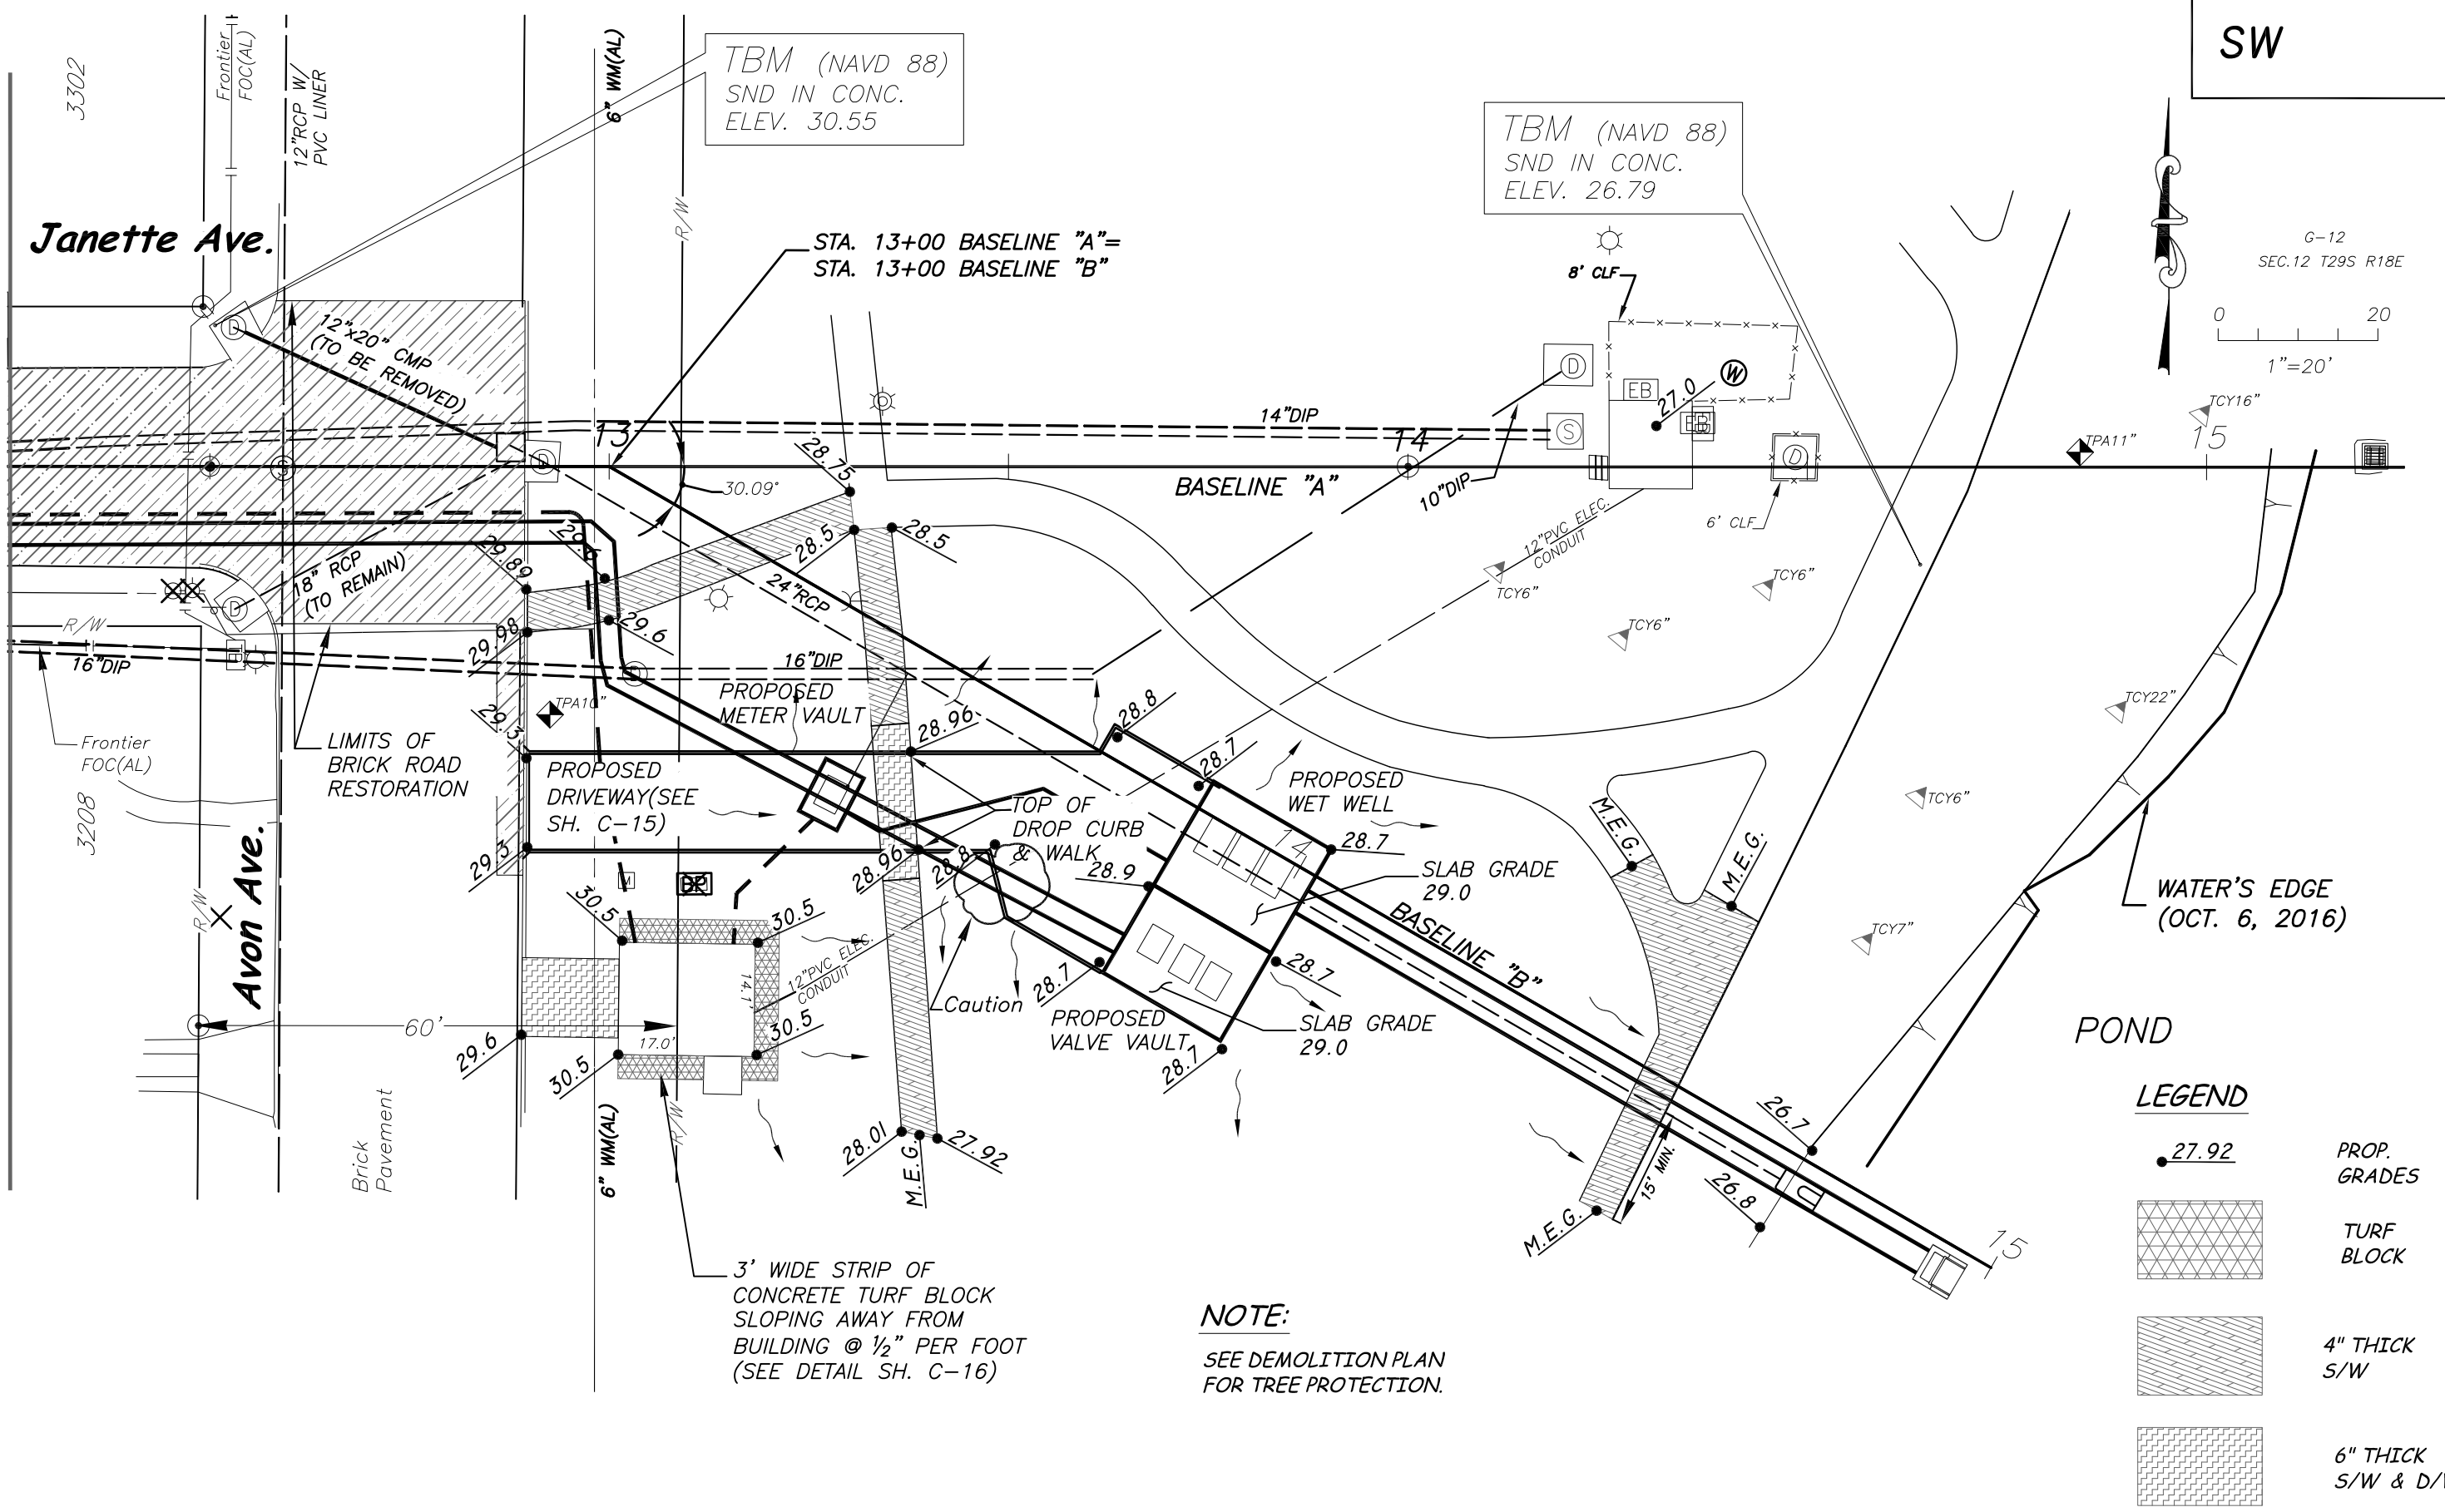 SW
3302
Frontier
FOC(AL)
12"RCP W/
PVC LINER
6" WM(AL)
TBM (NAVD 88)
SND IN CONC.
ELEV. 30.55
TBM (NAVD 88)
SND IN CONC.
ELEV. 26.79
R/W
Janette Ave.
STA. 13+00 BASELINE "A"=
STA. 13+00 BASELINE "B"
8' CLF
G-12
SEC.12 T29S R18E
0 20
1"=20'
12"x20" CMP
(TO BE REMOVED)
D
D
EB
27.0
W
EB
TCY16"
14"DIP
13
14
S
D
TPA11"
15
S
D
28.75
30.09°
BASELINE "A"
10"DIP
6' CLF
12"PVC ELEC.
CONDUIT
29.6
28.5
28.5
29.89
18" RCP
(TO REMAIN)
24"RCP
TCY6"
TCY6"
TCY6"
D
R/W
29.6
29.98
16"DIP
16"DIP
D
PROPOSED
METER VAULT
TPA10"
29.3
28.96
28.8
TCY22"
Frontier
FOC(AL)
LIMITS OF
BRICK ROAD
RESTORATION
PROPOSED
DRIVEWAY(SEE
SH. C-15)
28.7
PROPOSED
WET WELL
TCY6"
3208
TOP OF
DROP CURB
& WALK
M.E.G.
M.E.G.
29.3
28.96
28.8
28.9
14
28.7
SLAB GRADE
29.0
M
30.5
30.5
R/W
Avon Ave.
BASELINE "B"
WATER'S EDGE
(OCT. 6, 2016)
TCY7"
12"PVC ELEC.
CONDUIT
14.1'
Caution
28.7
28.7
60'
17.0'
30.5
29.6
30.5
PROPOSED
VALVE VAULT
SLAB GRADE
29.0
28.7
POND
Brick
Pavement
6" WM(AL)
R/W
28.01
M.E.G.
27.92
26.7
15' MIN.
26.8
M.E.G.
15
LEGEND
27.92
PROP.
GRADES
TURF
BLOCK
4" THICK
S/W
6" THICK
S/W &
3' WIDE STRIP OF
CONCRETE TURF BLOCK
SLOPING AWAY FROM
BUILDING @ ½" PER FOOT
(SEE DETAIL SH. C-16)
NOTE:
SEE DEMOLITION PLAN
FOR TREE PROTECTION.